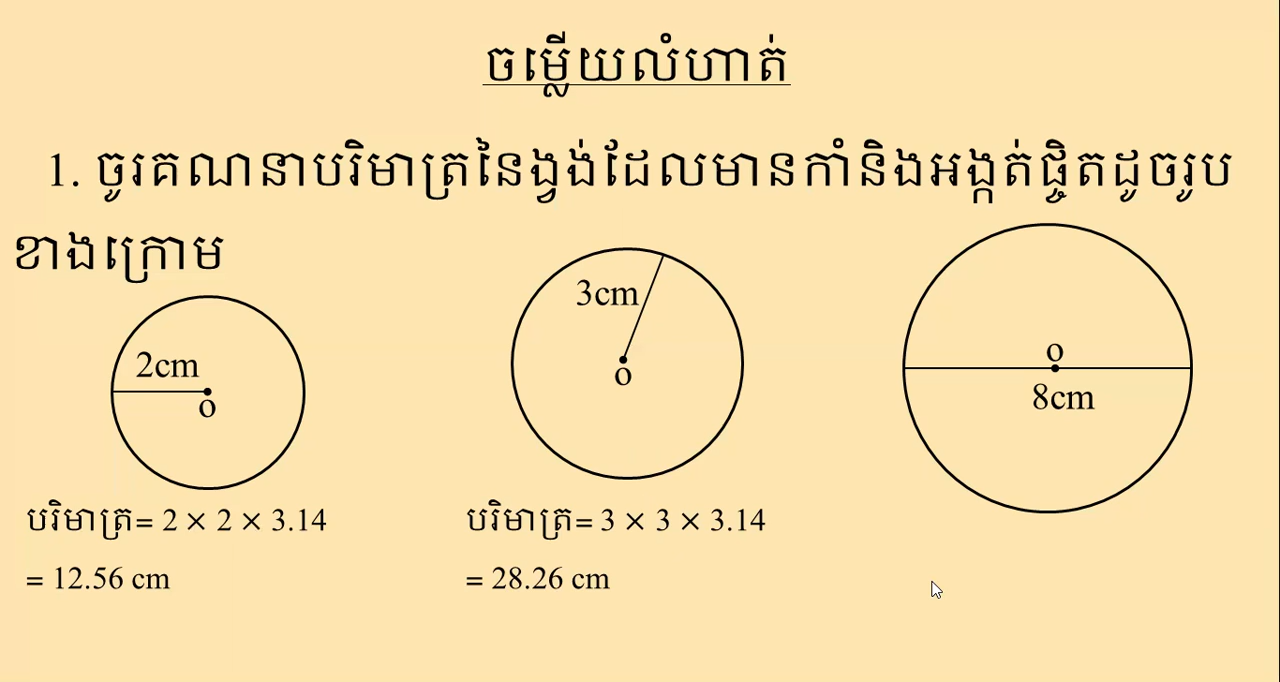 ចម្លើយលំហាត់
1. ចូរគណនាបរិមាត្រនៃង្វង់ដែលមានកាំនិងអង្កត់ផ្ចិតដូចរូប
ខាងក្រោម
2cm
o
3cm
o
o
8cm
បរិមាត្រ= 2 × 2 × 3.14
= 12.56 cm
បរិមាត្រ= 3 × 3 × 3.14
= 28.26 cm